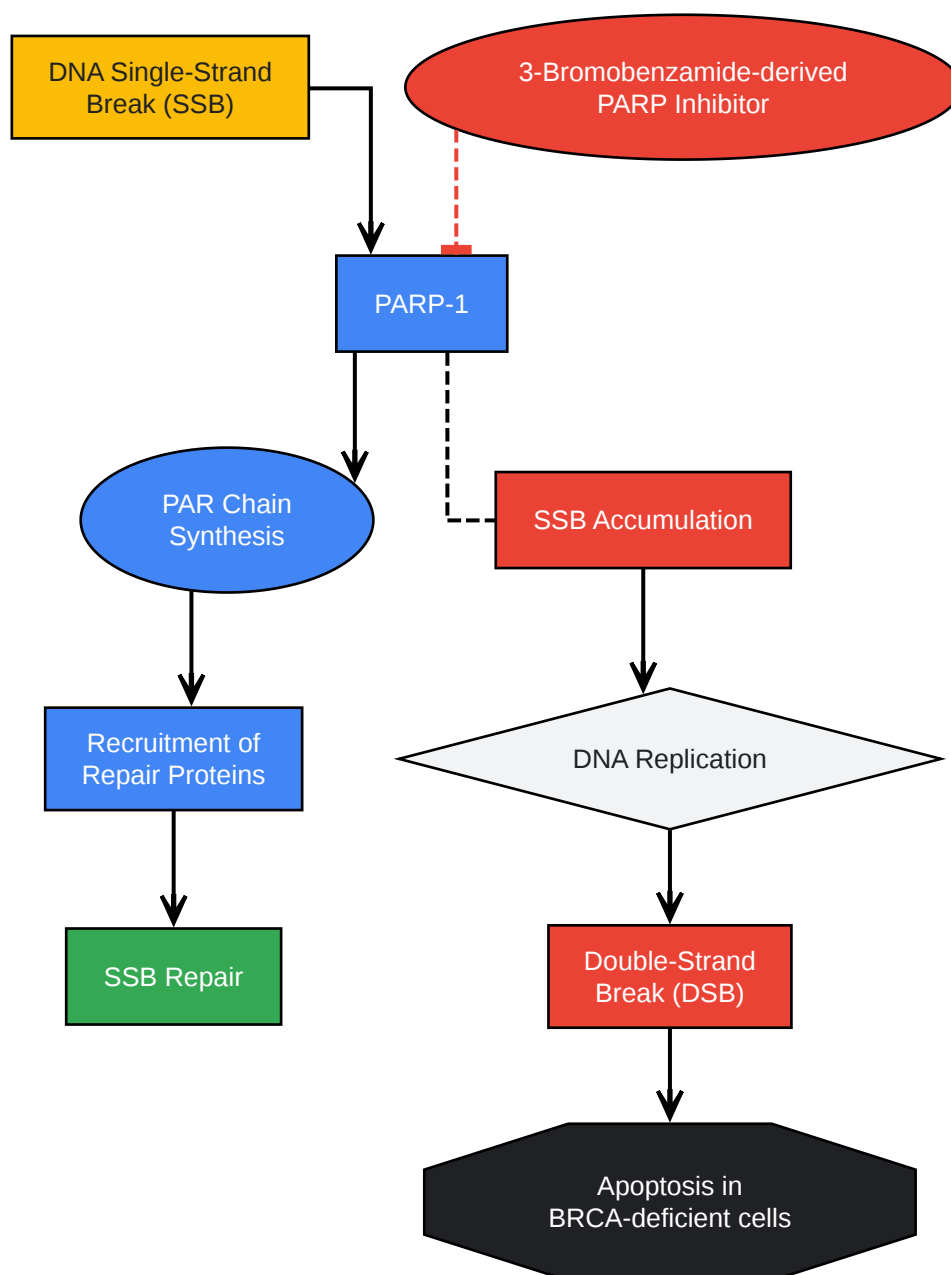 DNA Single-Strand
Break (SSB)
3-Bromobenzamide-derived
PARP Inhibitor
PARP-1
PAR Chain
Synthesis
SSB Accumulation
Recruitment of
Repair Proteins
DNA Replication
SSB Repair
Double-Strand
Break (DSB)
Apoptosis in
BRCA-deficient cells